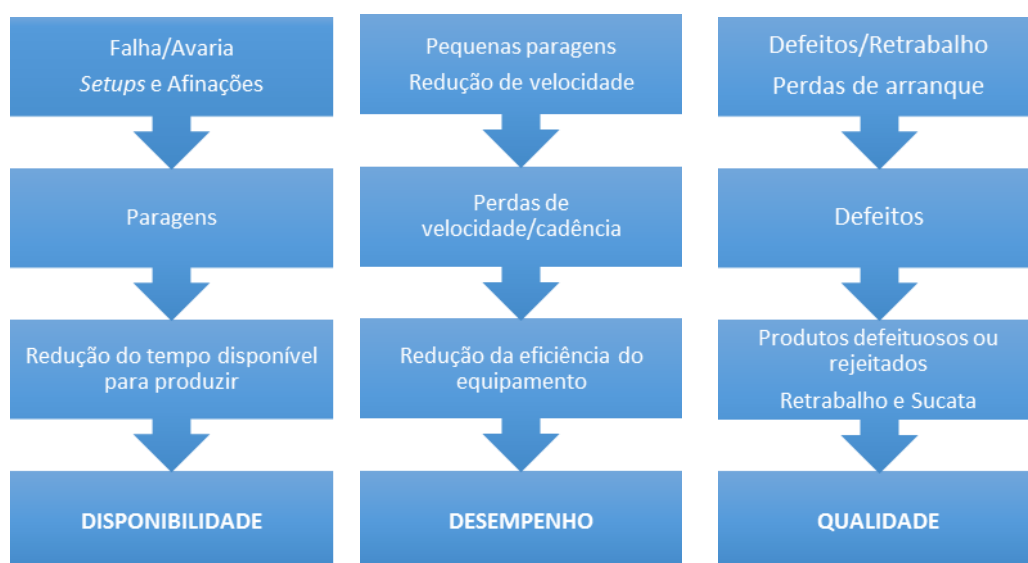 Falha/Avaria
Setups e Afinações
Paragens
Redução do tempo disponível
para produzir
DISPONIBILIDADE
Pequenas paragens
Redução de velocidade
Perdas de
velocidade/cadência
Redução da eficiência do
equipamento
DESEMPENHO
Defeitos/Retrabalho
Perdas de arranque
Defeitos
Produtos defeituosos ou
rejeitados
Retrabalho e Sucata
QUALIDADE